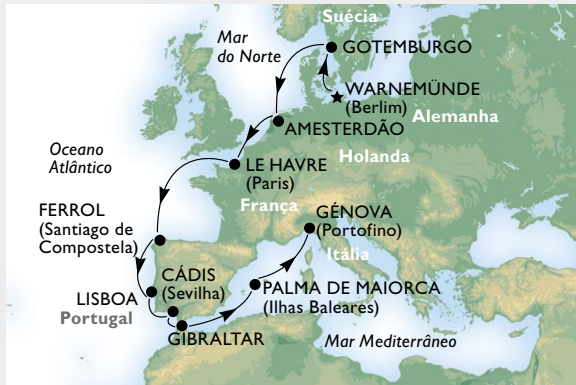 Suécia
GOTEMBURGO
Mar
do Norte
WARNEMÜNDE
(Berlim)
Alemanha
AMESTERDÃO
Holanda
Oceano
Atlântico
LE HAVRE
(Paris)
França
FERROL
(Santiago de
Compostela)
GÉNOVA
(Portofino)
Itália
CÁDIS
(Sevilha)
LISBOA
Portugal
PALMA DE MAIORCA
(Ilhas Baleares)
GIBRALTAR
Mar Mediterrâneo